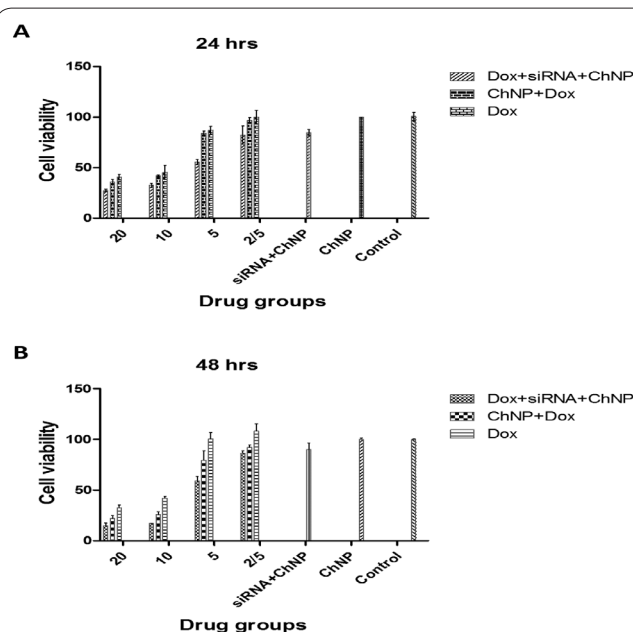 A
24 hrs
150
100
50
0
Cell viability
20
10
5
2/5
siRNA+ChNP
ChNP
Control
Drug groups
Dox+siRNA+ChNP
ChNP+Dox
Dox
B
48 hrs
150
100
50
0
Cell viability
20
10
5
2/5
siRNA+ChNP
ChNP
Control
Drug groups
Dox+siRNA+ChNP
ChNP+Dox
Dox